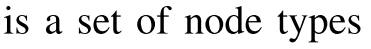 is a set of node types